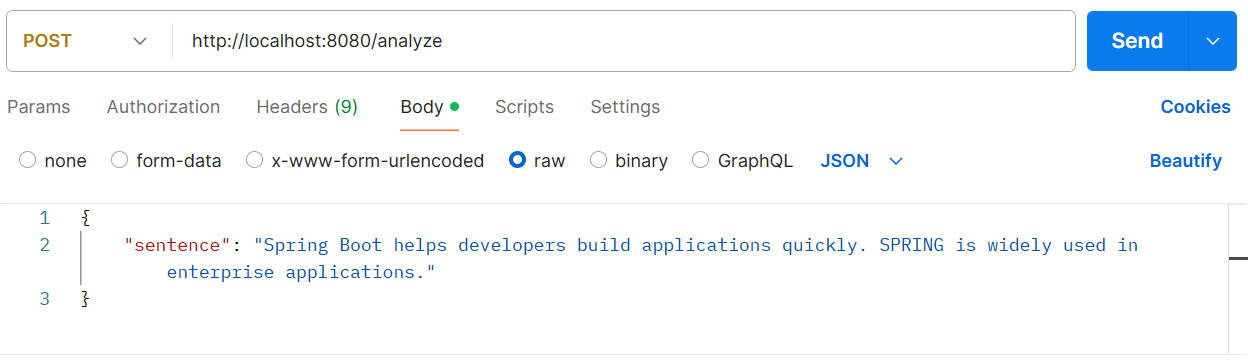 POST http://localhost:8080/analyze Send
Params Authorization Headers (9) Body Scripts Settings Cookies
none form-data x-www-form-urlencoded raw binary GraphQL JSON Beautify
1 {
2 "sentence": "Spring Boot helps developers build applications quickly. SPRING is widely used in
enterprise applications."
3 }